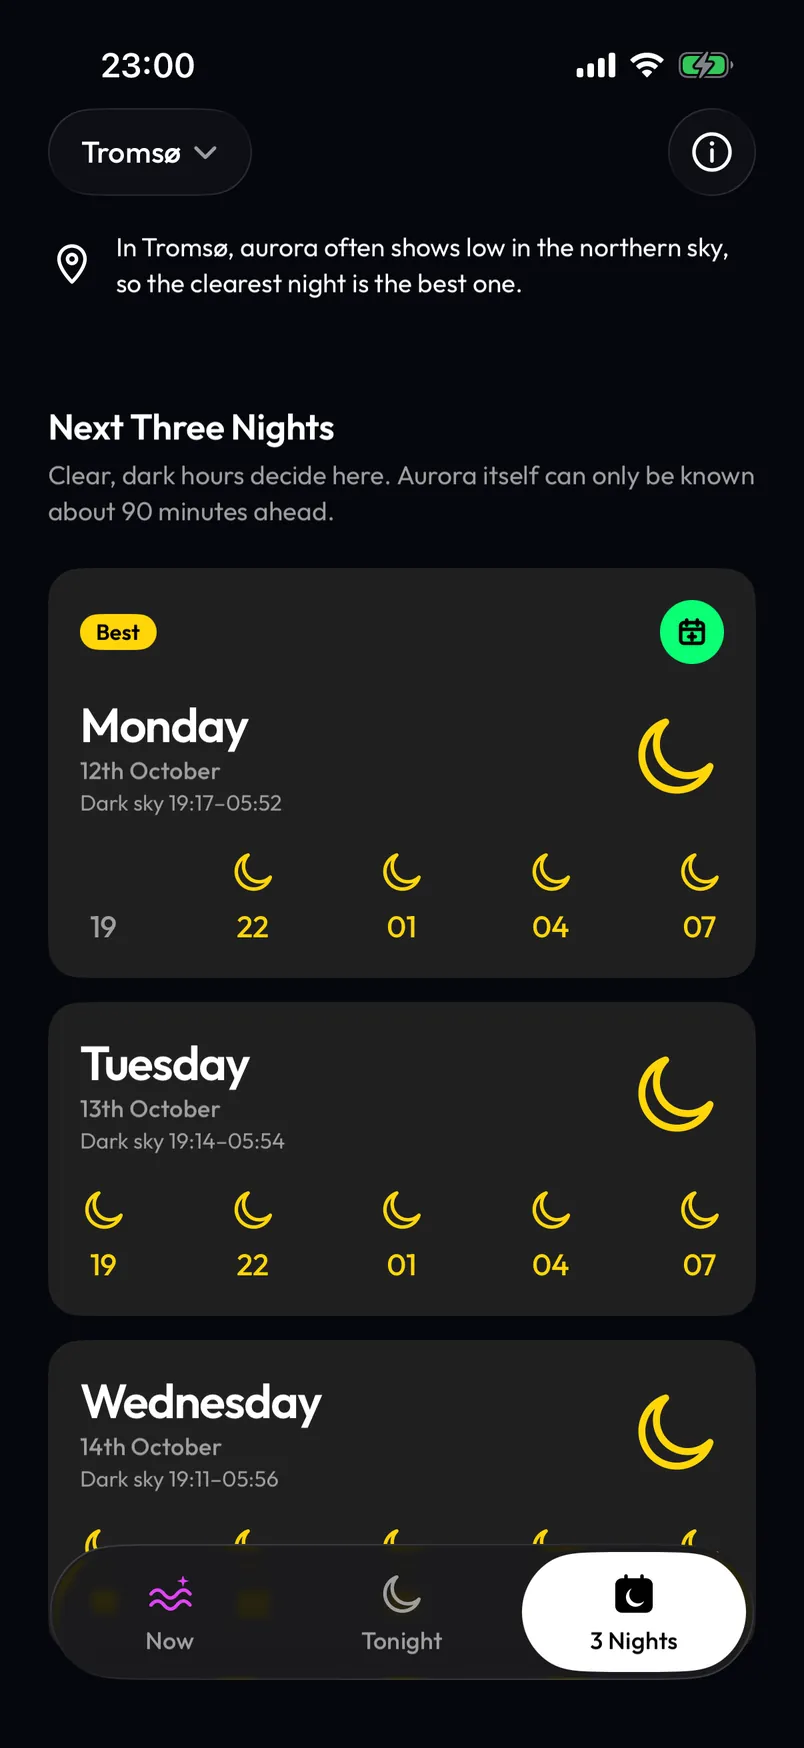 23:00
Tromsø
In Tromsø, aurora often shows low in the northern sky,
so the clearest night is the best one.
Next Three Nights
Clear, dark hours decide here. Aurora itself can only be known
about 90 minutes ahead.
Best
Monday
12th October
Dark sky 19:17–05:52
19 22 01 04 07
Tuesday
13th October
Dark sky 19:14–05:54
19 22 01 04 07
Wednesday
14th October
Dark sky 19:11–05:56
Now Tonight 3 Nights